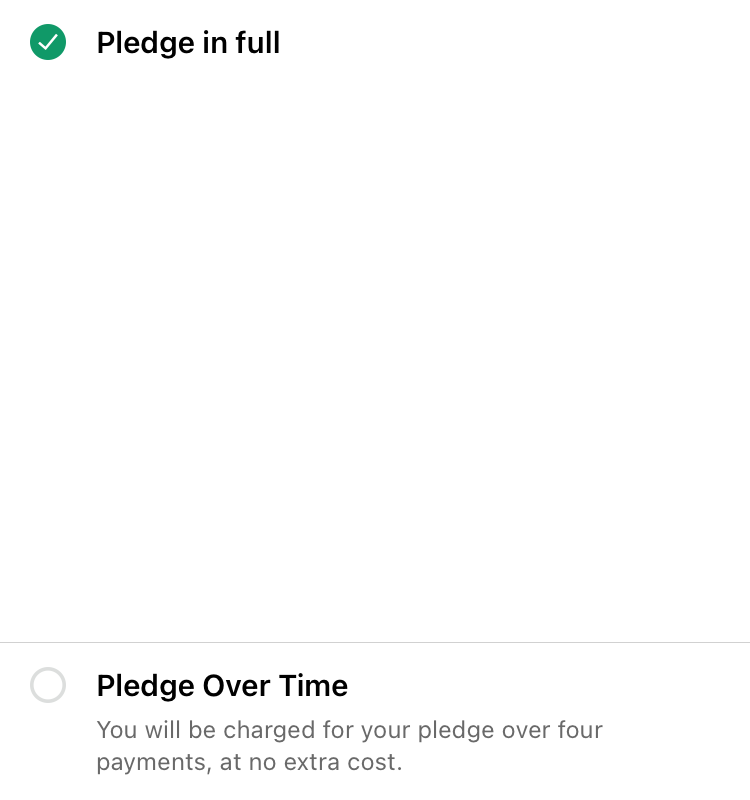 Pledge in full
Pledge Over Time
You will be charged for your pledge over four
payments, at no extra cost.